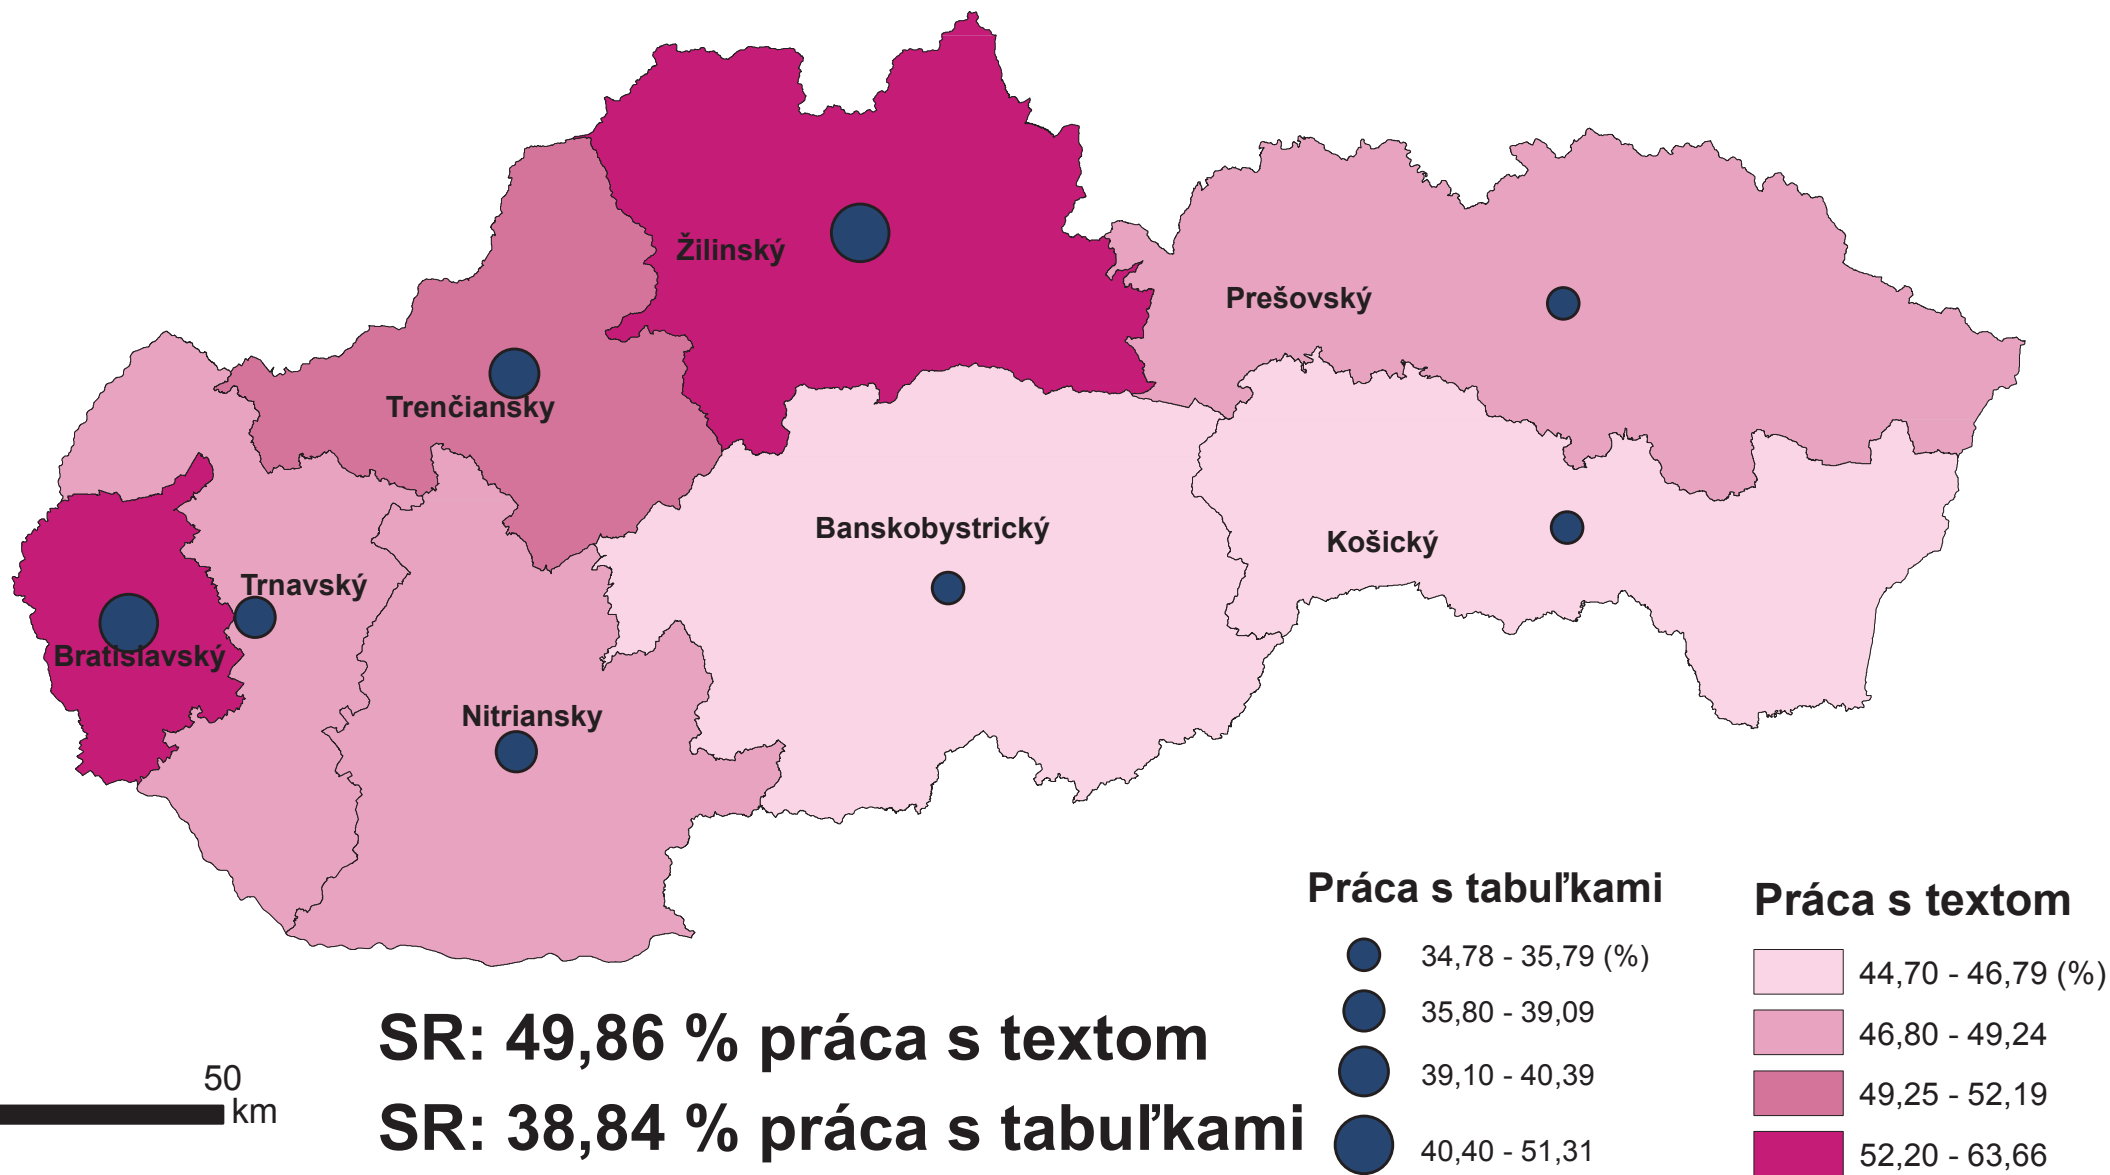 Žilinský
Prešovský
Trenčiansky
Banskobystrický
Košický
Trnavský
Bratislavský
Nitriansky
Práca s tabuľkami
34,78 - 35,79 (%)
35,80 - 39,09
39,10 - 40,39
40,40 - 51,31
Práca s textom
44,70 - 46,79 (%)
46,80 - 49,24
49,25 - 52,19
52,20 - 63,66
SR: 49,86 % práca s textom
SR: 38,84 % práca s tabuľkami
50
km